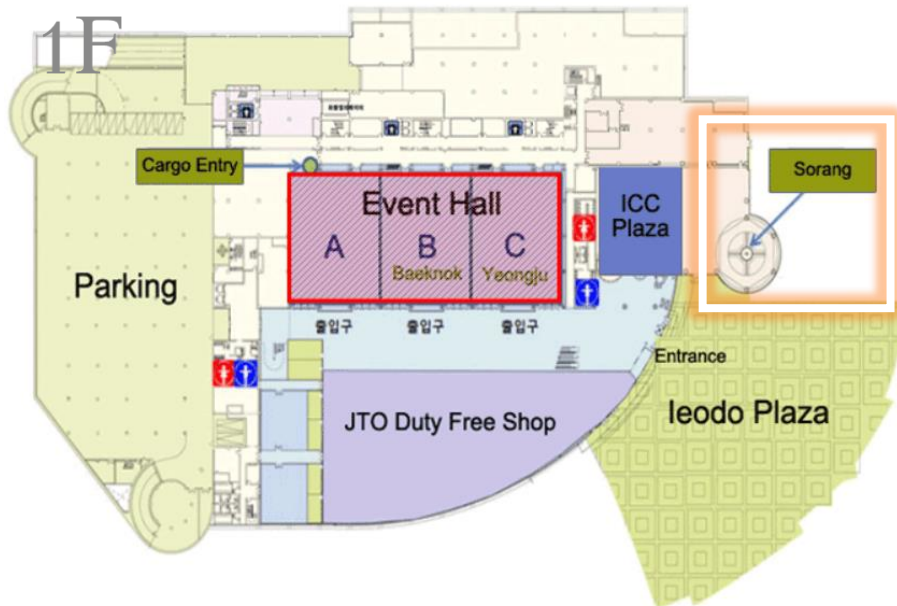 1F
Cargo Entry
Sorang
Event Hall
ICC
Plaza
A
B
C
Baeknok
Yeongju
Parking
출입구
출입구
출입구
Entrance
JTO Duty Free Shop
Ieodo Plaza